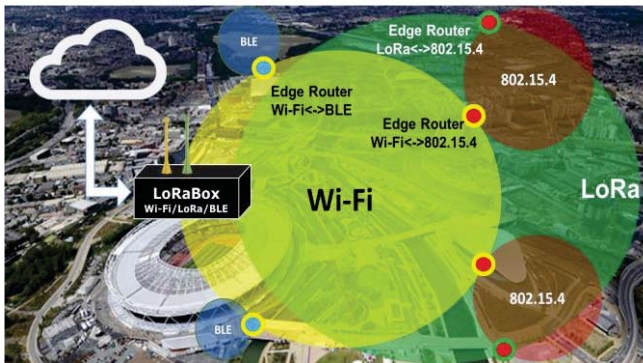 BLE
Edge Router
LoRa<->802.15.4
802.15.4
Edge Router
Wi-Fi<->BLE
Edge Router
Wi-Fi<->802.15.4
LoRaBox
Wi-Fi/LoRa/BLE
Wi-Fi
LoRa
802.15.4
BLE